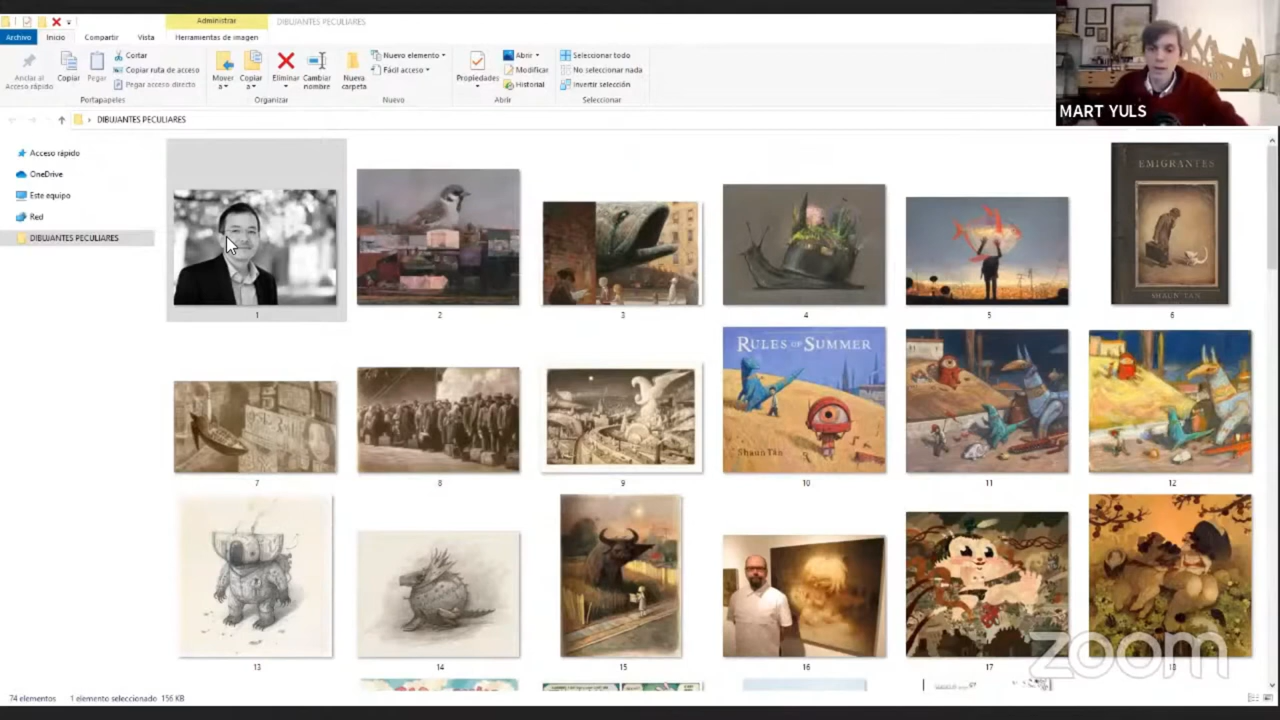 Administrar
DIBUJANTES PECULIARES
Archivo
Inicio
Compartir
Vista
Herramientas de imagen
Anclar al
Acceso rápido
Copiar
Pegar
Cortar
Copiar ruta de acceso
Pegar acceso directo
Portapapeles
Mover
a
Copiar
a
Eliminar
Cambiar
nombre
Organizar
Nueva
carpeta
Nuevo elemento
Fácil acceso
Nuevo
Propiedades
Abrir
Modificar
Historial
Abrir
Seleccionar todo
No seleccionar nada
Invertir selección
Seleccionar
MART YULS
DIBUJANTES PECULIARES
Acceso rápido
OneDrive
Este equipo
Red
DIBUJANTES PECULIARES
EMIGRANTES
SHAUN TAN
1
2
3
4
5
6
RULES OF SUMMER
Shaun Tan
7
8
9
10
11
12
13
14
15
16
17
18
zoom
74 elementos
1 elemento seleccionado 156 KB